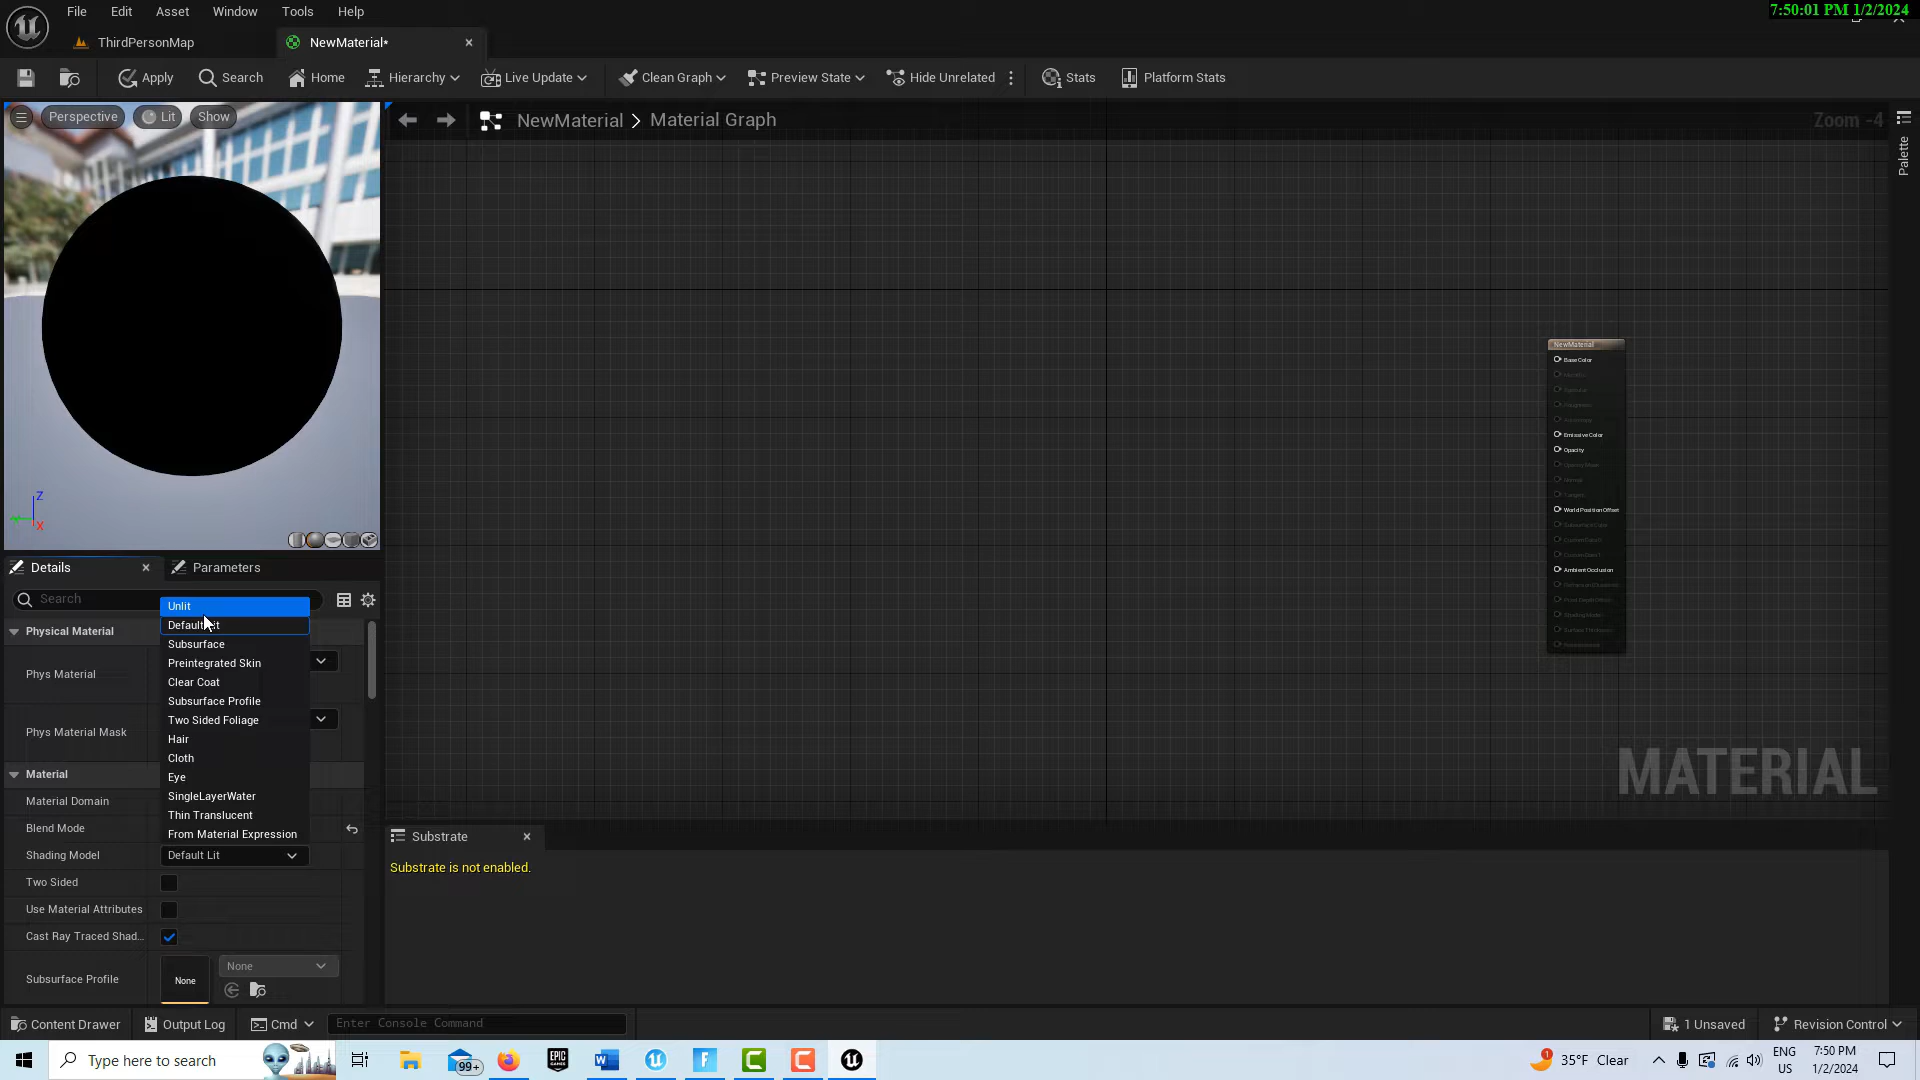 File Edit Asset Window Tools Help
7:50:01 PM 1/2/2024
ThirdPersonMap
NewMaterial*
Apply
Search
Home
Hierarchy
Live Update
Clean Graph
Preview State
Hide Unrelated
Stats
Platform Stats
Perspective
Lit
Show
NewMaterial > Material Graph
Zoom -4
Palette
NewMaterial
Base Color
Emissive Color
Opacity
World Position Offset
Ambient Occlusion
MATERIAL
Z
X
Details
Parameters
Search
Unlit
Default Lit
Subsurface
Preintegrated Skin
Clear Coat
Subsurface Profile
Two Sided Foliage
Hair
Cloth
Eye
SingleLayerWater
Thin Translucent
From Material Expression
Physical Material
Phys Material
Phys Material Mask
Material
Material Domain
Blend Mode
Shading Model
Default Lit
Two Sided
Use Material Attributes
Cast Ray Traced Shad...
Subsurface Profile
None
None
Substrate
Substrate is not enabled.
Content Drawer
Output Log
Cmd
Enter Console Command
1 Unsaved
Revision Control
Type here to search
99+
35°F Clear
ENG
US
7:50 PM
1/2/2024